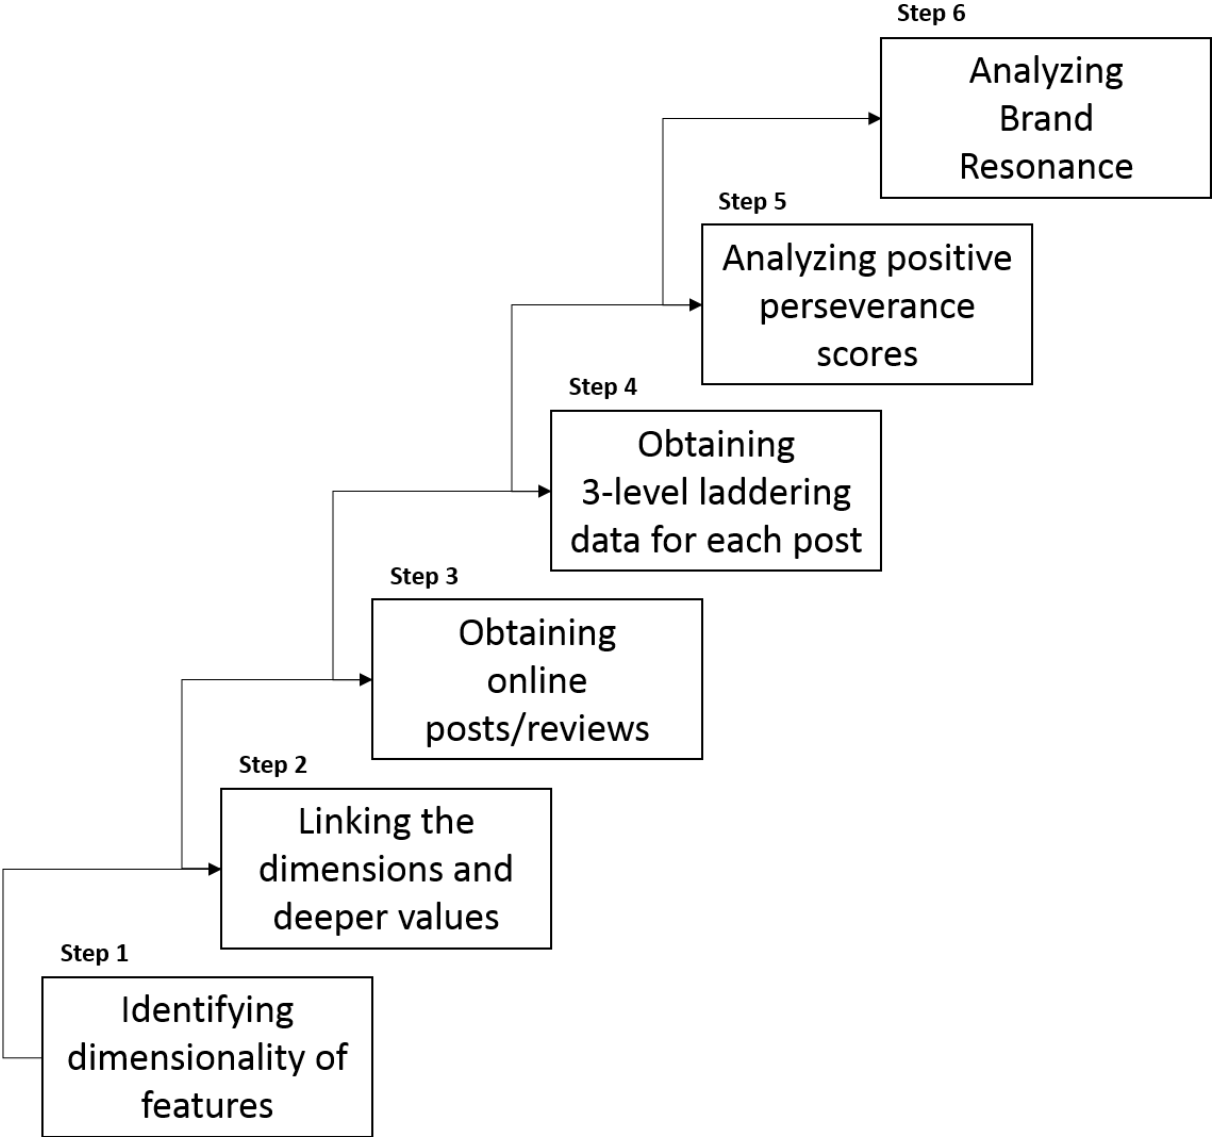 Step 6
Analyzing
Brand
Resonance
Step 5
Analyzing positive
perseverance
scores
Step 4
Obtaining
3-level laddering
data for each post
Step 3
Obtaining
online
posts/reviews
Step 2
Linking the
dimensions and
deeper values
Step 1
Identifying
dimensionality of
features